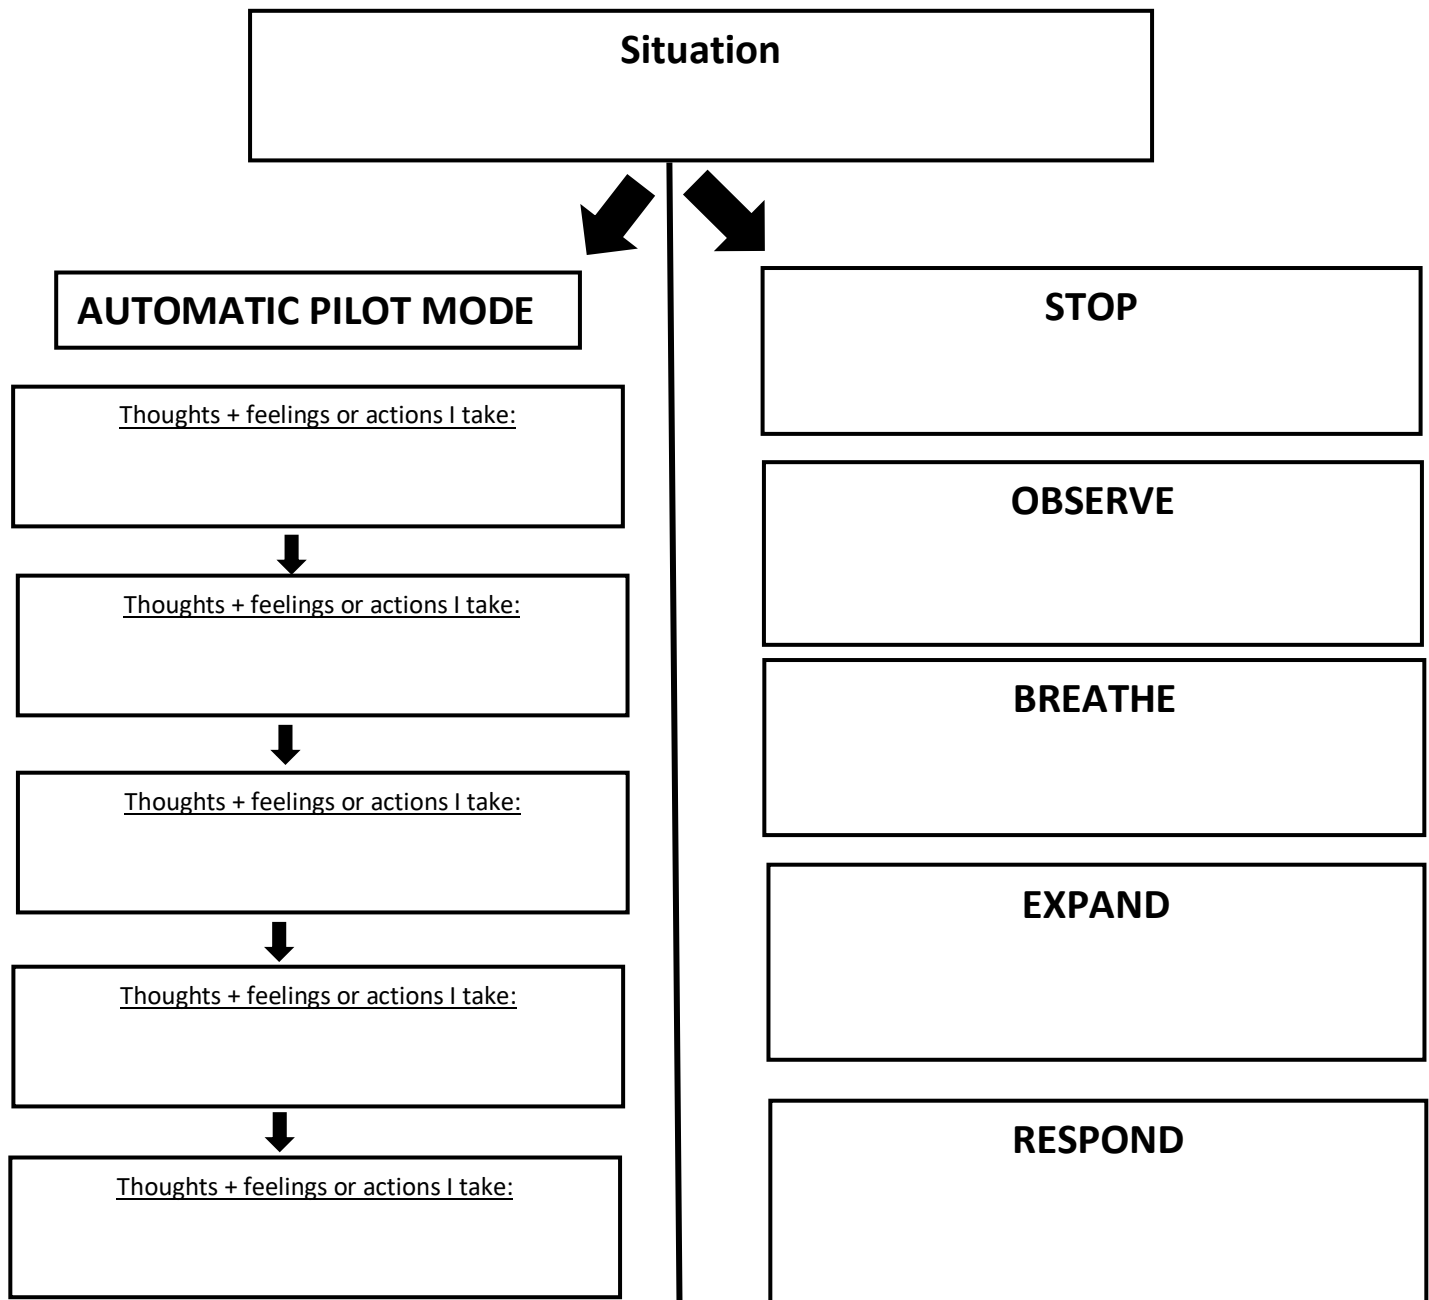 Situation
AUTOMATIC PILOT MODE
Thoughts + feelings or actions I take:
Thoughts + feelings or actions I take:
Thoughts + feelings or actions I take:
Thoughts + feelings or actions I take:
Thoughts + feelings or actions I take:
STOP
OBSERVE
BREATHE
EXPAND
RESPOND